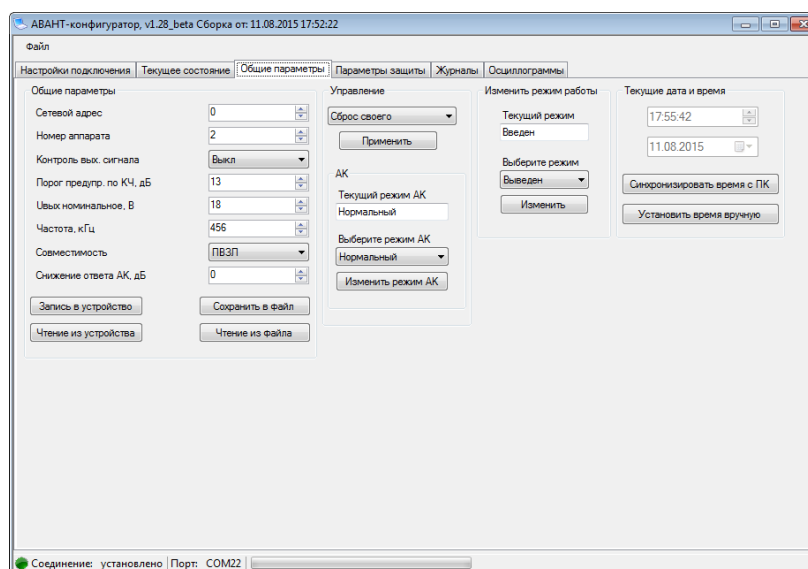 АВАНТ-конфигуратор, v1.28_beta Сборка от: 11.08.2015 17:52:22
Файл
Настройки подключения Текущее состояние Общие параметры Параметры защиты Журналы Осциллограммы
Общие параметры
Сетевой адрес 0
Номер аппарата 2
Контроль вых. сигнала Выкл
Порог предупр. по КЧ, дБ 13
Uвых номинальное, В 18
Частота, кГц 456
Совместимость ПВЗЛ
Снижение ответа АК, дБ 0
Запись в устройство Сохранить в файл
Чтение из устройства Чтение из файла
Управление
Сброс своего
Применить
АК
Текущий режим АК
Нормальный
Выберите режим АК
Нормальный
Изменить режим АК
Изменить режим работы
Текущий режим
Введен
Выберите режим
Выведен
Изменить
Текущие дата и время
17:55:42
11.08.2015
Синхронизировать время с ПК
Установить время вручную
Соединение: установлено Порт: COM22